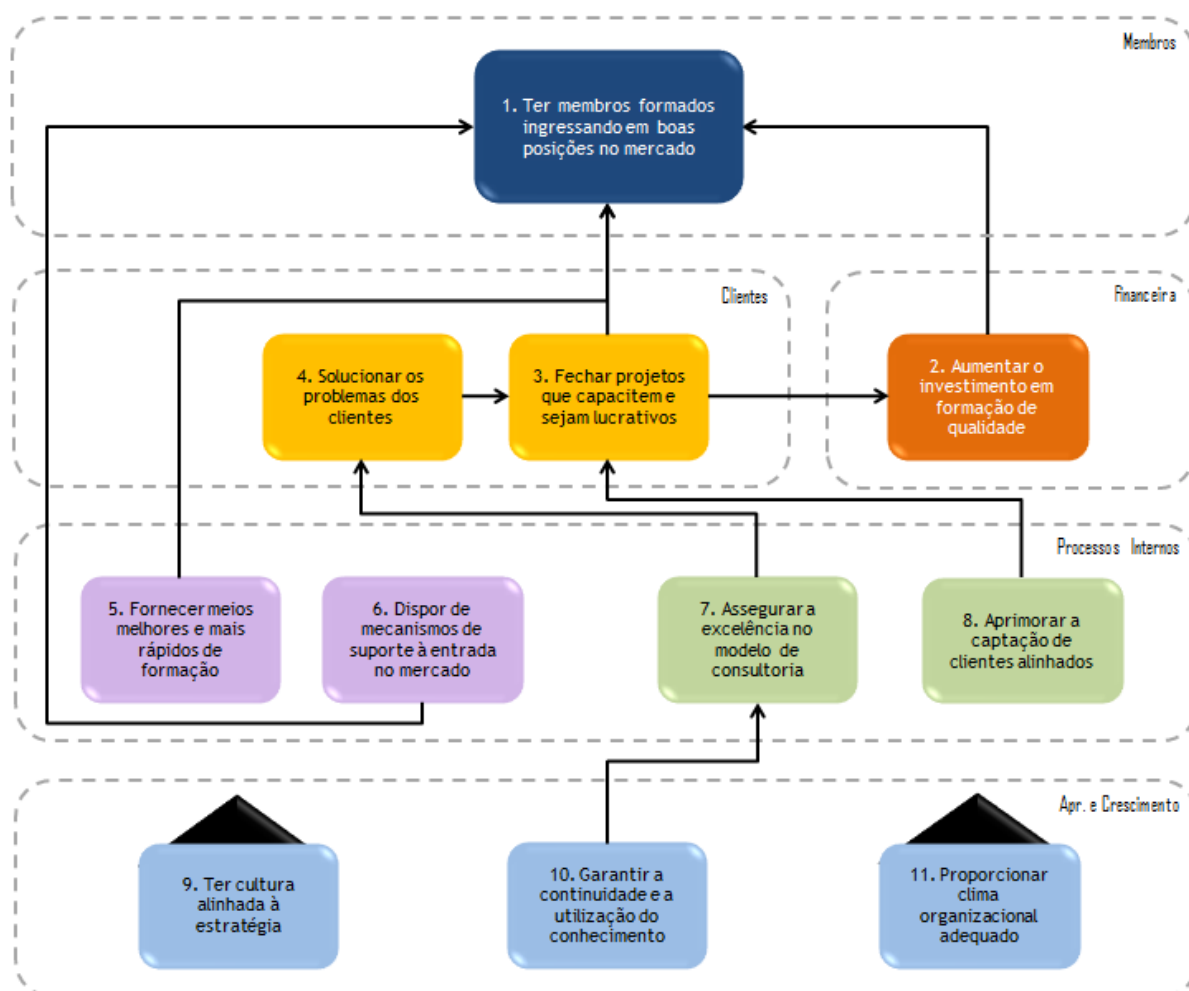 Membros
1. Ter membros formados
ingressando em boas
posições no mercado
Clientes
Financeira
4. Solucionar os
problemas dos
clientes
3. Fechar projetos
que capacitem e
sejam lucrativos
2. Aumentar o
investimento em
formação de
qualidade
Processos Internos
5. Fornecer meios
melhores e mais
rápidos de
formação
6. Dispor de
mecanismos de
suporte à entrada
no mercado
7. Assegurar a
excelência no
modelo de
consultoria
8. Aprimorar a
captação de
clientes alinhados
Apr. e Crescimento
9. Ter cultura
alinhada à
estratégia
10. Garantir a
continuidade e a
utilização do
conhecimento
11. Proporcionar
clima
organizacional
adequado